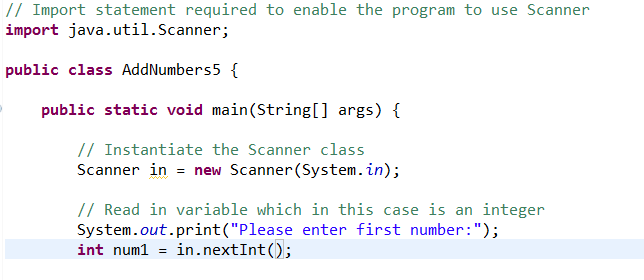 // Import statement required to enable the program to use Scanner
import java.util.Scanner;
public class AddNumbers5 {
public static void main(String[] args) {
// Instantiate the Scanner class
Scanner in = new Scanner(System.in);
// Read in variable which in this case is an integer
System.out.print("Please enter first number:");
int num1 = in.nextInt();